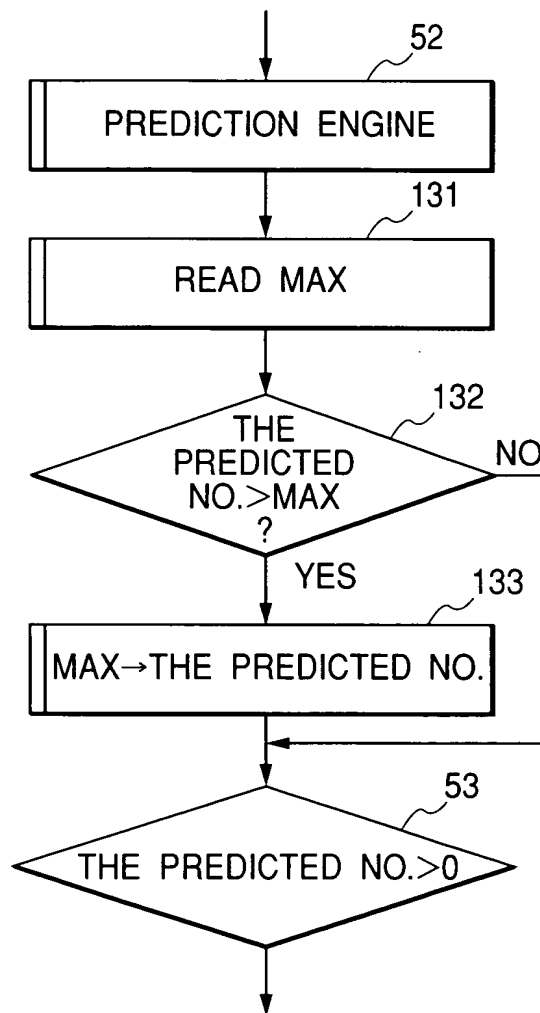 52
PREDICTION ENGINE
131
READ MAX
132
THE
PREDICTED
NO.>MAX
?
NO
YES
133
MAX→THE PREDICTED NO.
53
THE PREDICTED NO.>0